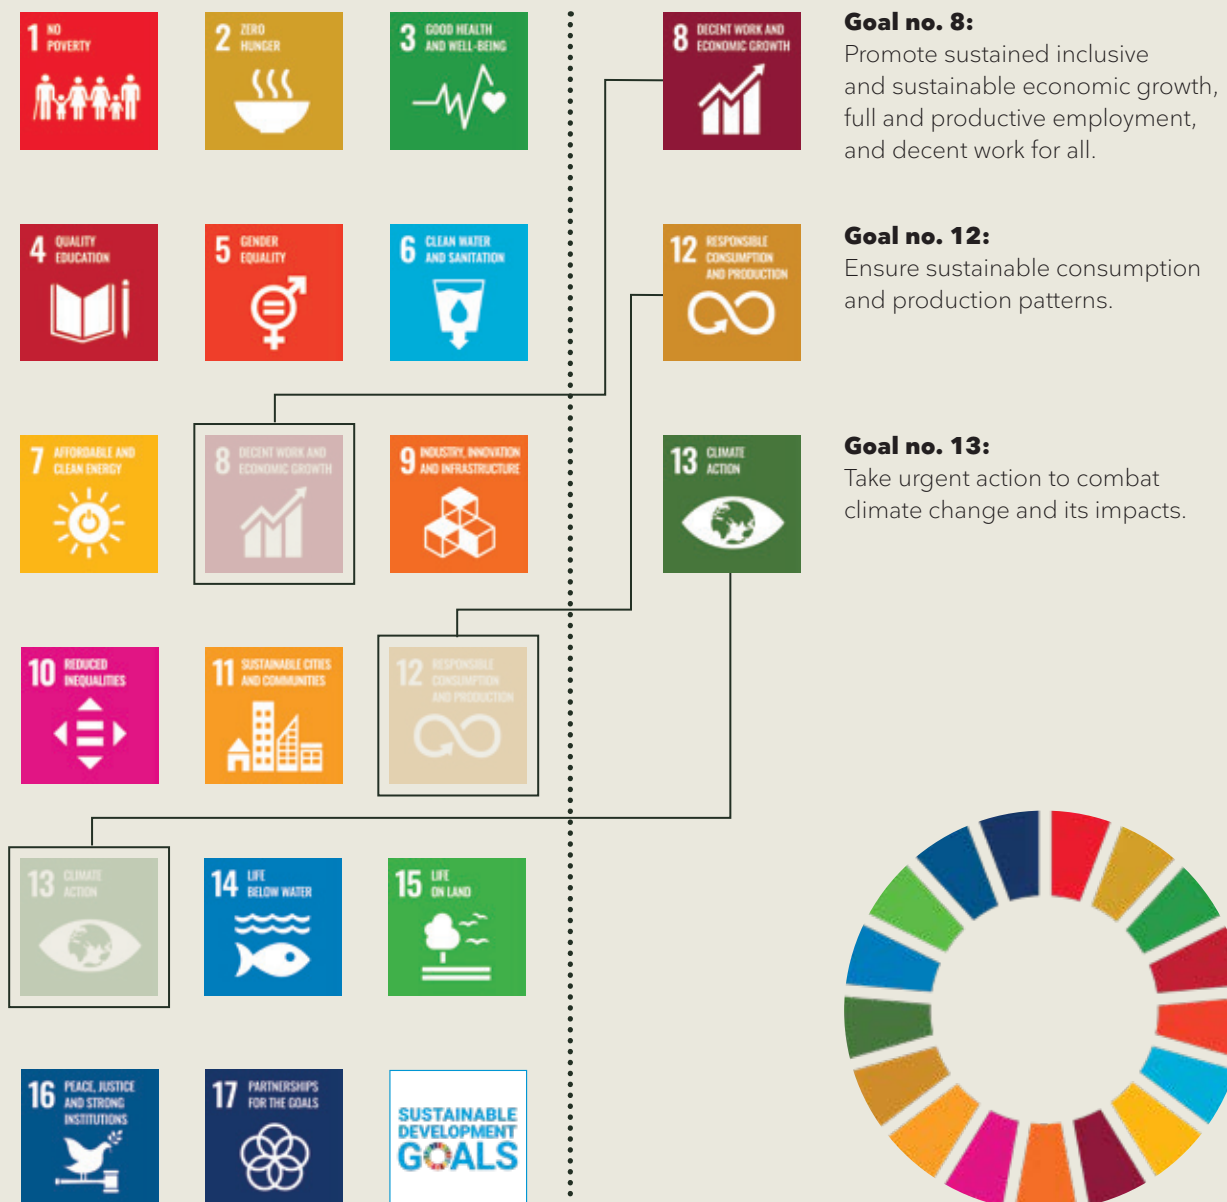 1 NO
POVERTY
2 ZERO
HUNGER
3 GOOD HEALTH
AND WELL-BEING
4 QUALITY
EDUCATION
5 GENDER
EQUALITY
6 CLEAN WATER
AND SANITATION
7 AFFORDABLE AND
CLEAN ENERGY
8 DECENT WORK AND
ECONOMIC GROWTH
9 INDUSTRY, INNOVATION
AND INFRASTRUCTURE
10 REDUCED
INEQUALITIES
11 SUSTAINABLE CITIES
AND COMMUNITIES
12 RESPONSIBLE
CONSUMPTION
AND PRODUCTION
13 CLIMATE
ACTION
14 LIFE
BELOW WATER
15 LIFE
ON LAND
16 PEACE, JUSTICE
AND STRONG
INSTITUTIONS
17 PARTNERSHIPS
FOR THE GOALS
SUSTAINABLE
DEVELOPMENT
GOALS
8 DECENT WORK AND
ECONOMIC GROWTH
Goal no. 8:
Promote sustained inclusive
and sustainable economic growth,
full and productive employment,
and decent work for all.
12 RESPONSIBLE
CONSUMPTION
AND PRODUCTION
Goal no. 12:
Ensure sustainable consumption
and production patterns.
13 CLIMATE
ACTION
Goal no. 13:
Take urgent action to combat
climate change and its impacts.